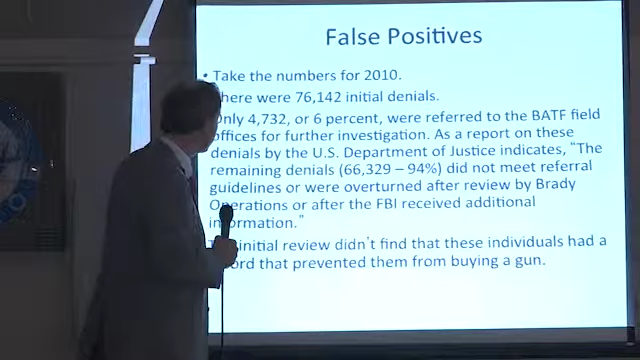 False Positives
• Take the numbers for 2010.
here were 76,142 initial denials.
Only 4,732, or 6 percent, were referred to the BATF field
offices for further investigation. As a report on these
denials by the U.S. Department of Justice indicates, "The
remaining denials (66,329 – 94%) did not meet referral
guidelines or were overturned after review by Brady
Operations or after the FBI received additional
information."
initial review didn't find that these individuals had a
ord that prevented them from buying a gun.